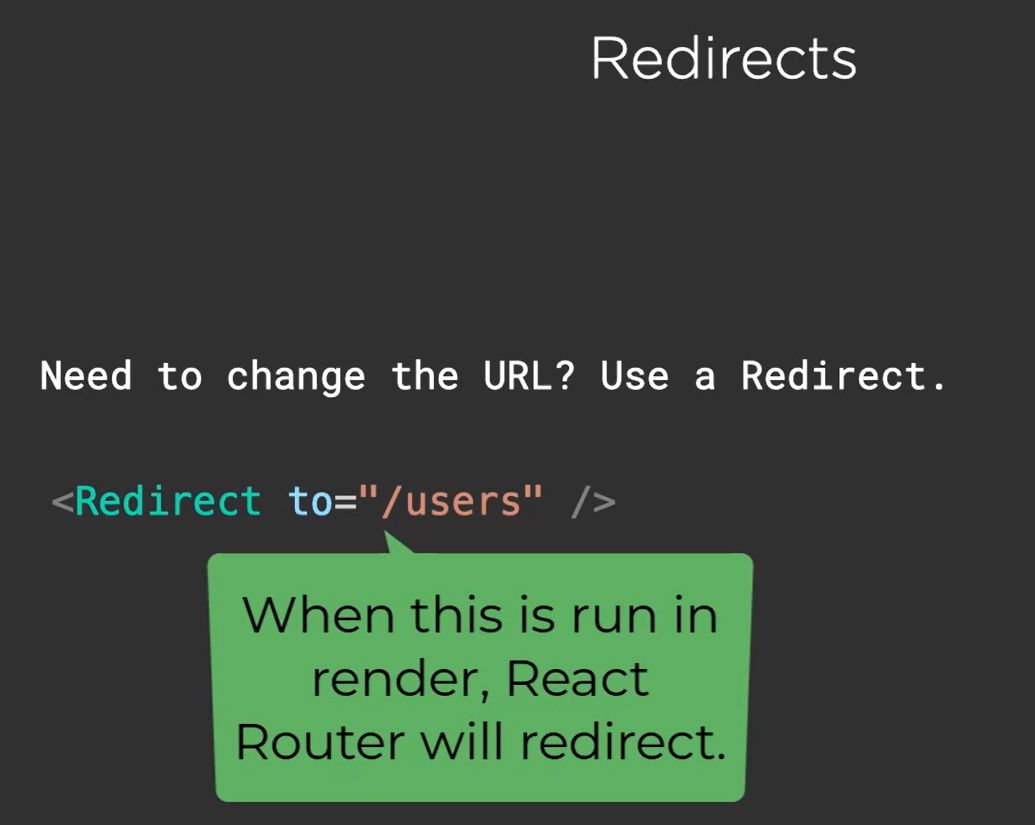 Redirects
Need to change the URL? Use a Redirect.
<Redirect to="/users" />
When this is run in
render, React
Router will redirect.